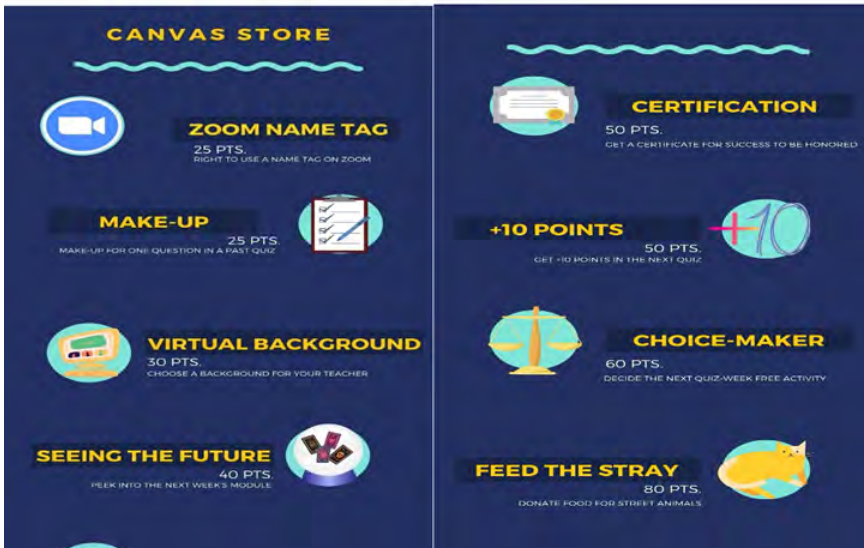 CANVAS STORE
ZOOM NAME TAG
25 PTS.
RIGHT TO USE A NAME TAG ON ZOOM
MAKE-UP
25 PTS.
MAKE-UP FOR ONE QUESTION IN A PAST QUIZ
VIRTUAL BACKGROUND
30 PTS.
CHOOSE A BACKGROUND FOR YOUR TEACHER
SEEING THE FUTURE
40 PTS.
PEEK INTO THE NEXT WEEK'S MODULE
CERTIFICATION
50 PTS.
GET A CERTIFICATE FOR SUCCESS TO BE HONORED
+10 POINTS
50 PTS.
GET +10 POINTS IN THE NEXT QUIZ
+10
CHOICE-MAKER
60 PTS.
DECIDE THE NEXT QUIZ-WEEK FREE ACTIVITY
FEED THE STRAY
80 PTS.
DONATE FOOD FOR STREET ANIMALS